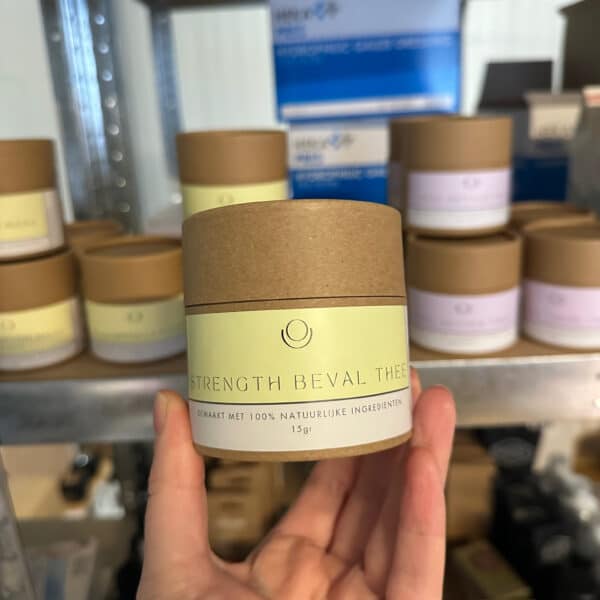 STRENGTH BEVAL THEE
GEMAAKT MET 100% NATUURLIJKE INGREDIENTEN
15gr